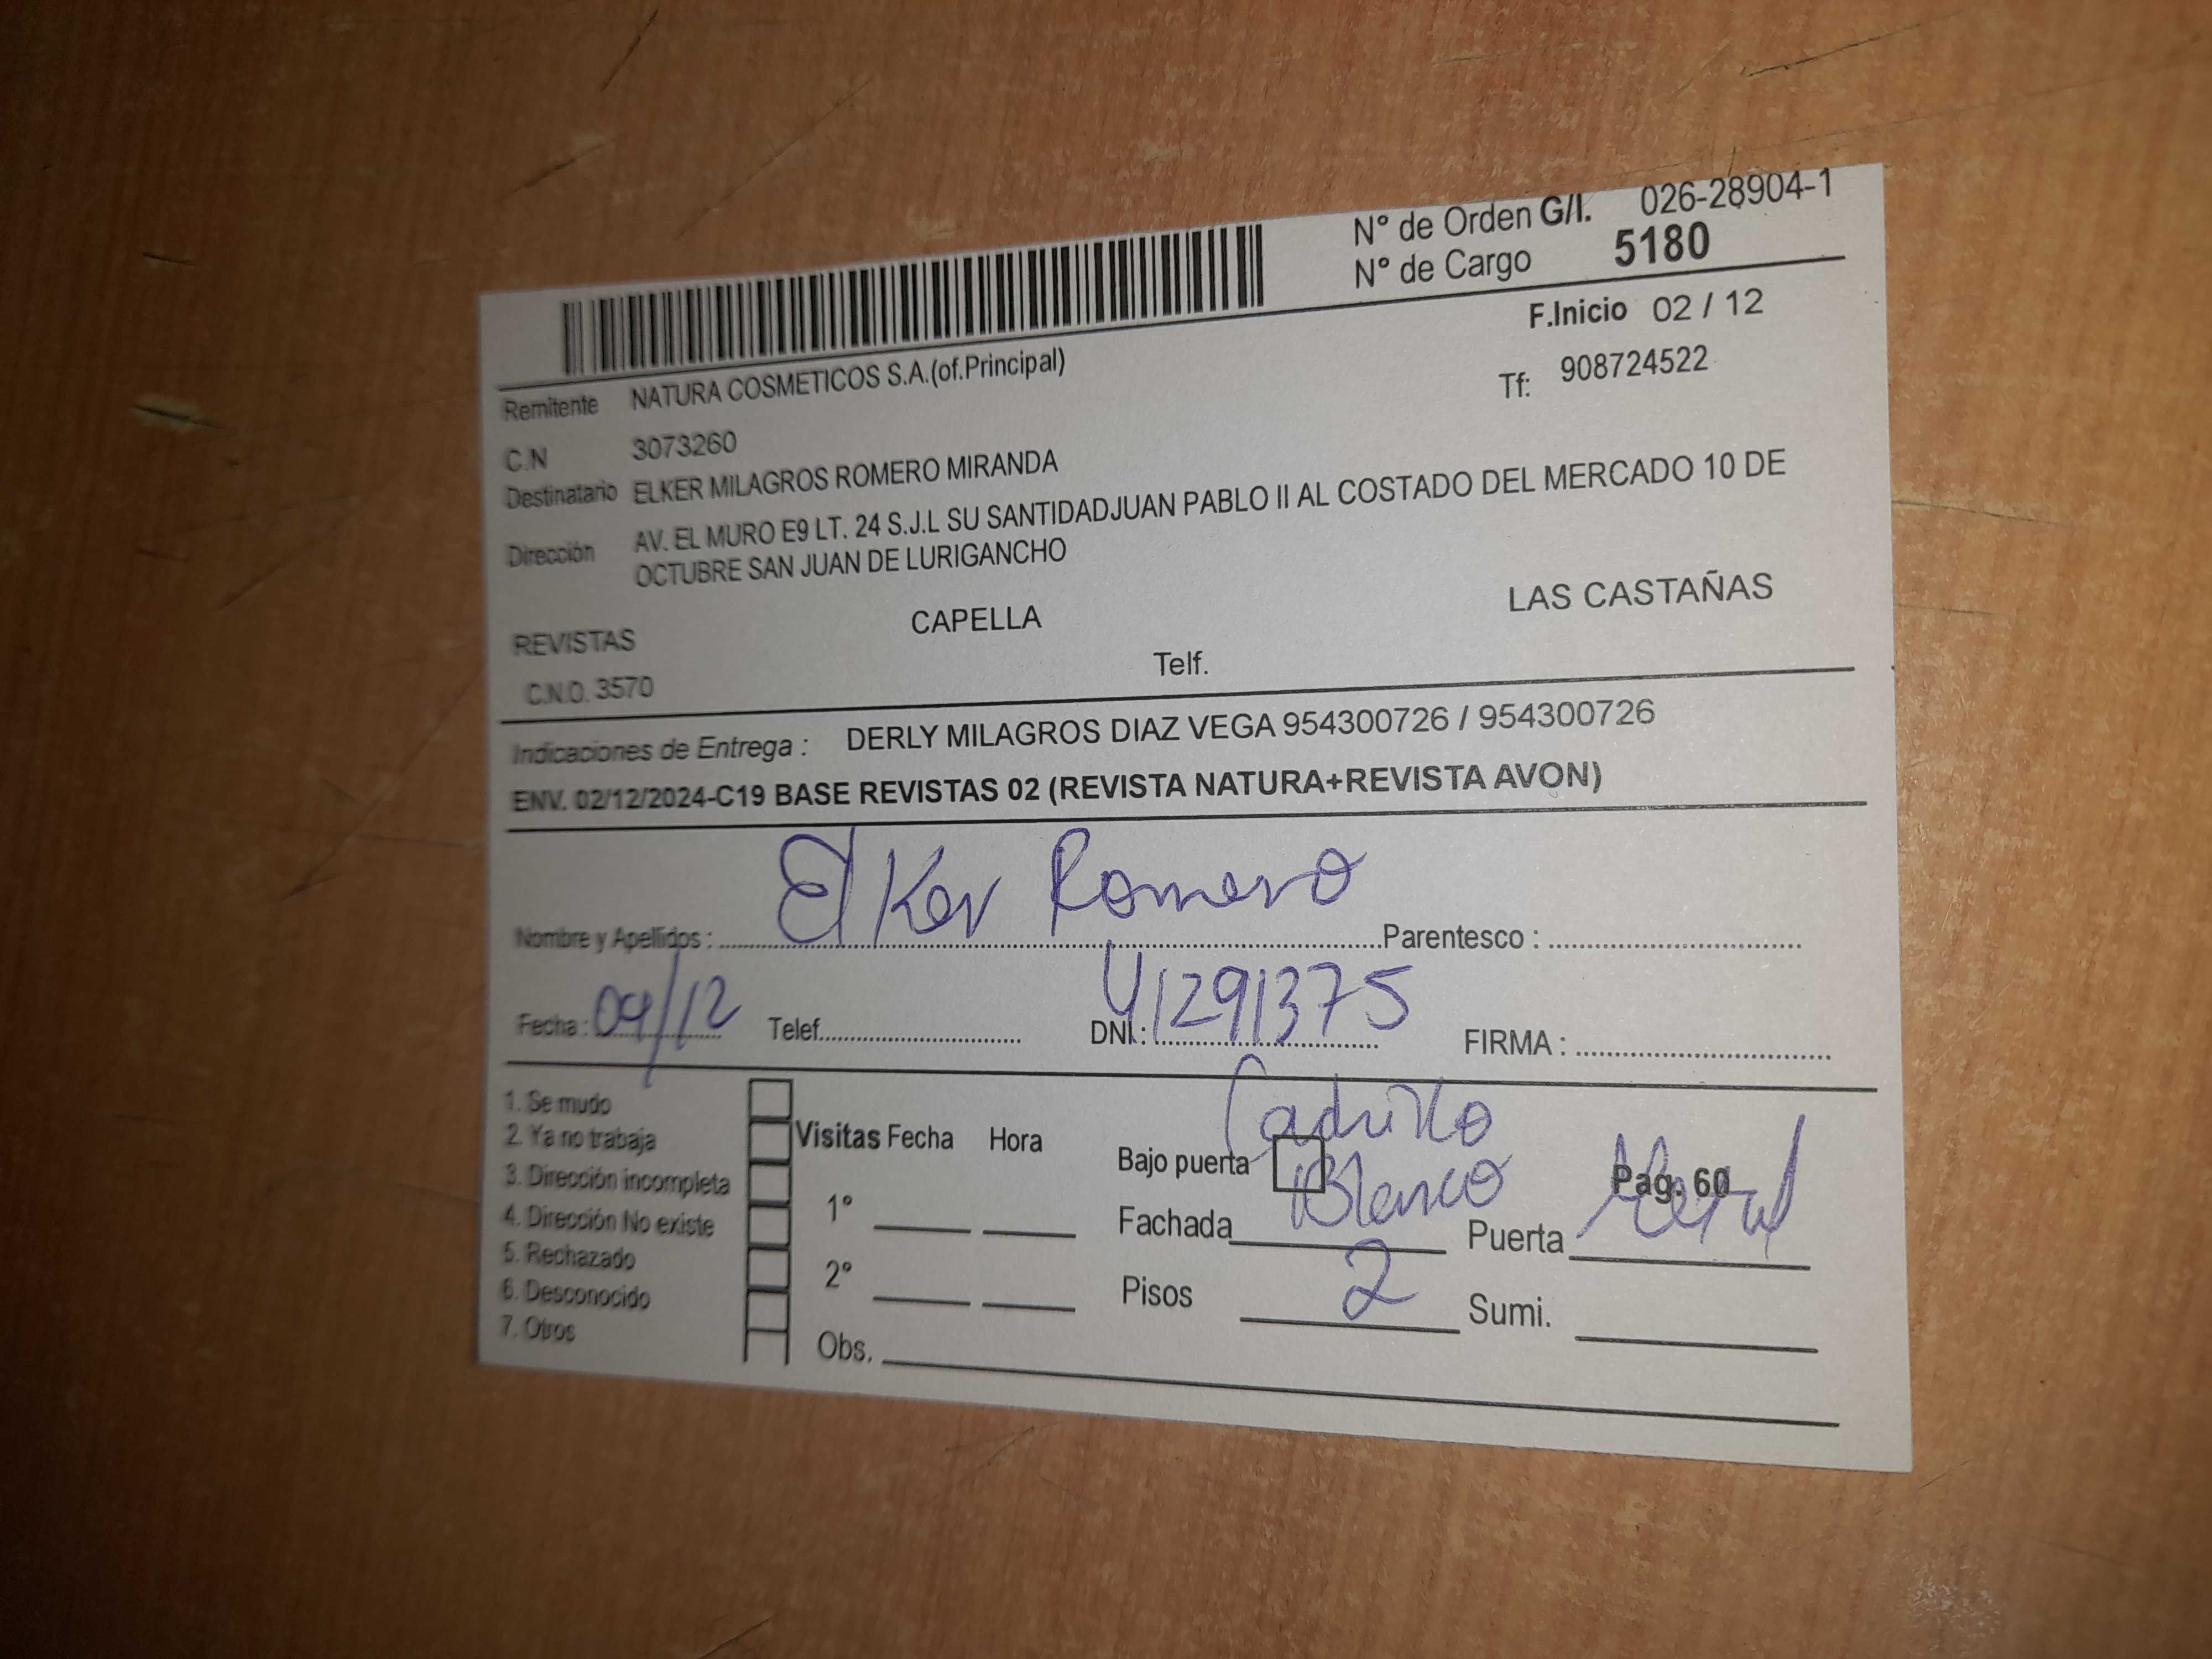 N° de Orden G/I. 026-28904-1
N° de Cargo 5180
F.Inicio 02 / 12
Remitente NATURA COSMETICOS S.A.(of.Principal)
Tf: 908724522
C.N 3073260
Destinatario ELKER MILAGROS ROMERO MIRANDA
Dirección AV. EL MURO E9 LT. 24 S.J.L SU SANTIDADJUAN PABLO II AL COSTADO DEL MERCADO 10 DE
OCTUBRE SAN JUAN DE LURIGANCHO
REVISTAS CAPELLA LAS CASTAÑAS
C.N.O. 3570 Telf.
Indicaciones de Entrega : DERLY MILAGROS DIAZ VEGA 954300726 / 954300726
ENV. 02/12/2024-C19 BASE REVISTAS 02 (REVISTA NATURA+REVISTA AVON)
Nombre y Apellidos : Elker Romero Parentesco :
Fecha : 09/12 Telef. DNI : 41291375 FIRMA :
1. Se mudo
2. Ya no trabaja
3. Dirección incompleta
4. Dirección No existe
5. Rechazado
6. Desconocido
7. Otros
Visitas Fecha Hora
1°
2°
Obs.
Ladrillo
Bajo puerta
Pag. 60
Fachada Blanco Puerta Metal
Pisos 2 Sumi.